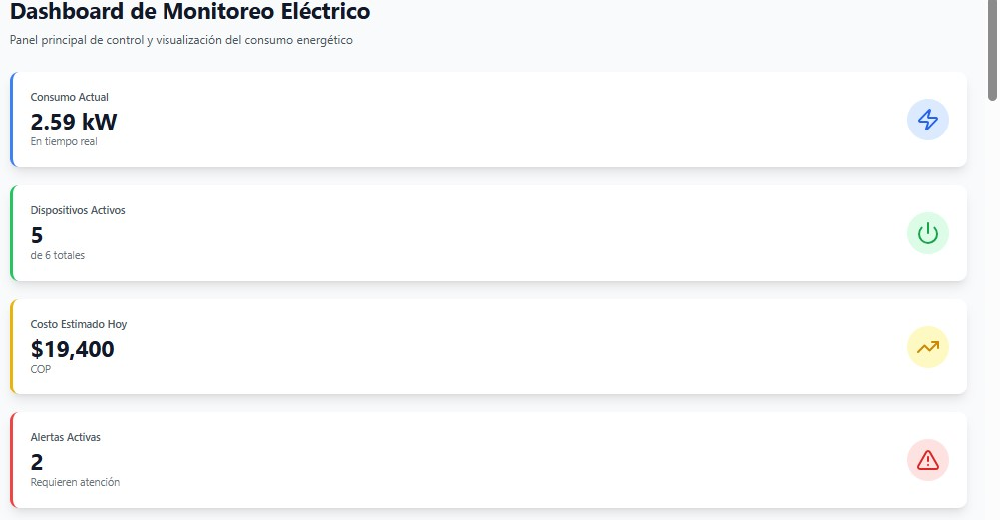 Dashboard de Monitoreo Eléctrico
Panel principal de control y visualización del consumo energético
Consumo Actual
2.59 kW
En tiempo real
Dispositivos Activos
5
de 6 totales
Costo Estimado Hoy
$19,400
COP
Alertas Activas
2
Requieren atención